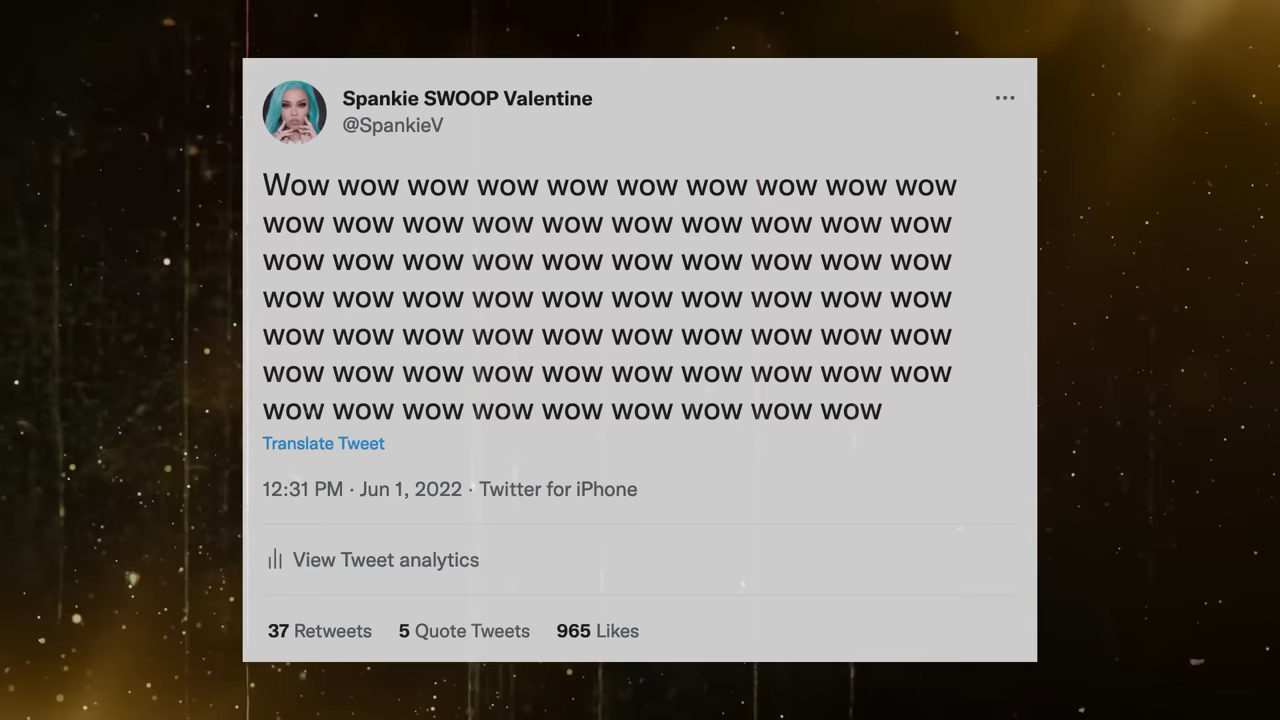 Spankie SWOOP Valentine
@SpankieV
Wow wow wow wow wow wow wow wow wow wow
wow wow wow wow wow wow wow wow wow wow
wow wow wow wow wow wow wow wow wow wow
wow wow wow wow wow wow wow wow wow wow
wow wow wow wow wow wow wow wow wow wow
wow wow wow wow wow wow wow wow wow wow
wow wow wow wow wow wow wow wow wow
Translate Tweet
12:31 PM · Jun 1, 2022 · Twitter for iPhone
View Tweet analytics
37 Retweets 5 Quote Tweets 965 Likes